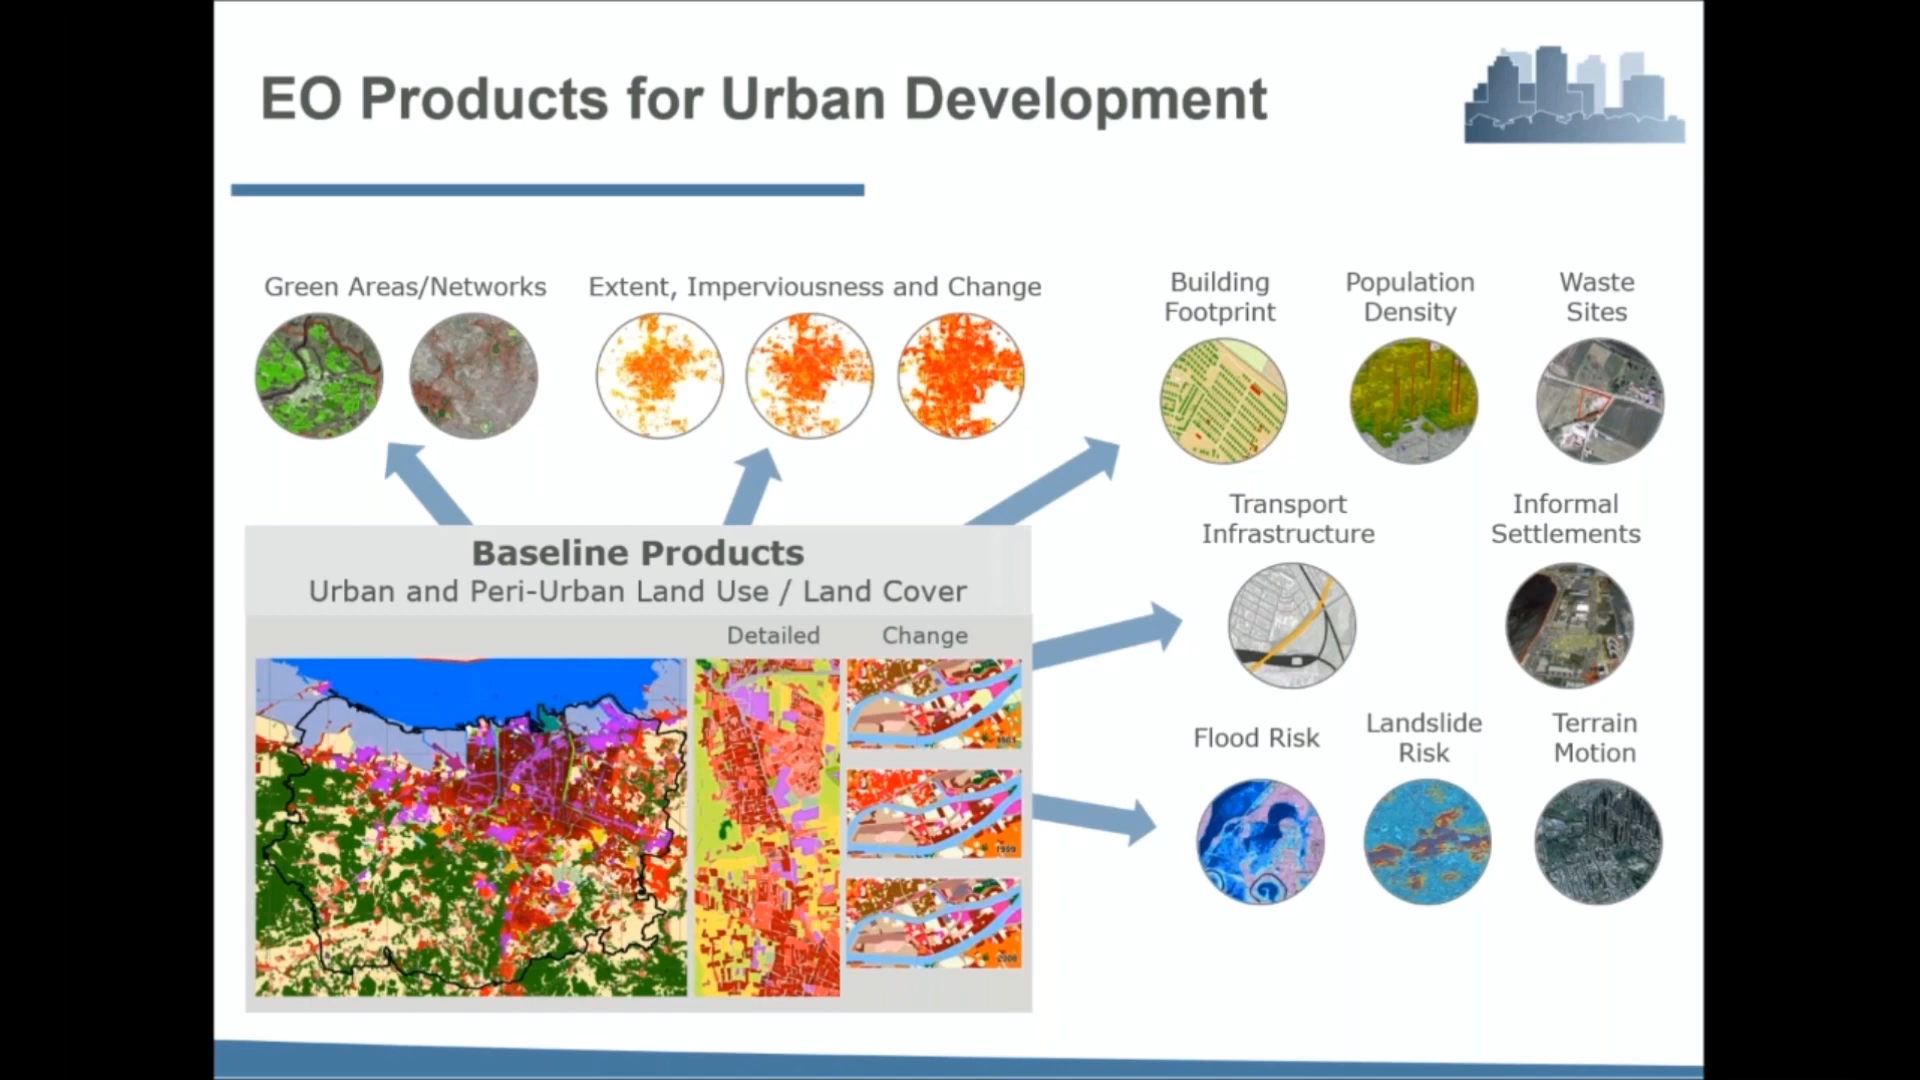 EO Products for Urban Development
Green Areas/Networks
Extent, Imperviousness and Change
Building
Footprint
Population
Density
Waste
Sites
Transport
Infrastructure
Informal
Settlements
Baseline Products
Urban and Peri-Urban Land Use / Land Cover
Detailed
Change
1999
Flood Risk
Landslide
Risk
Terrain
Motion